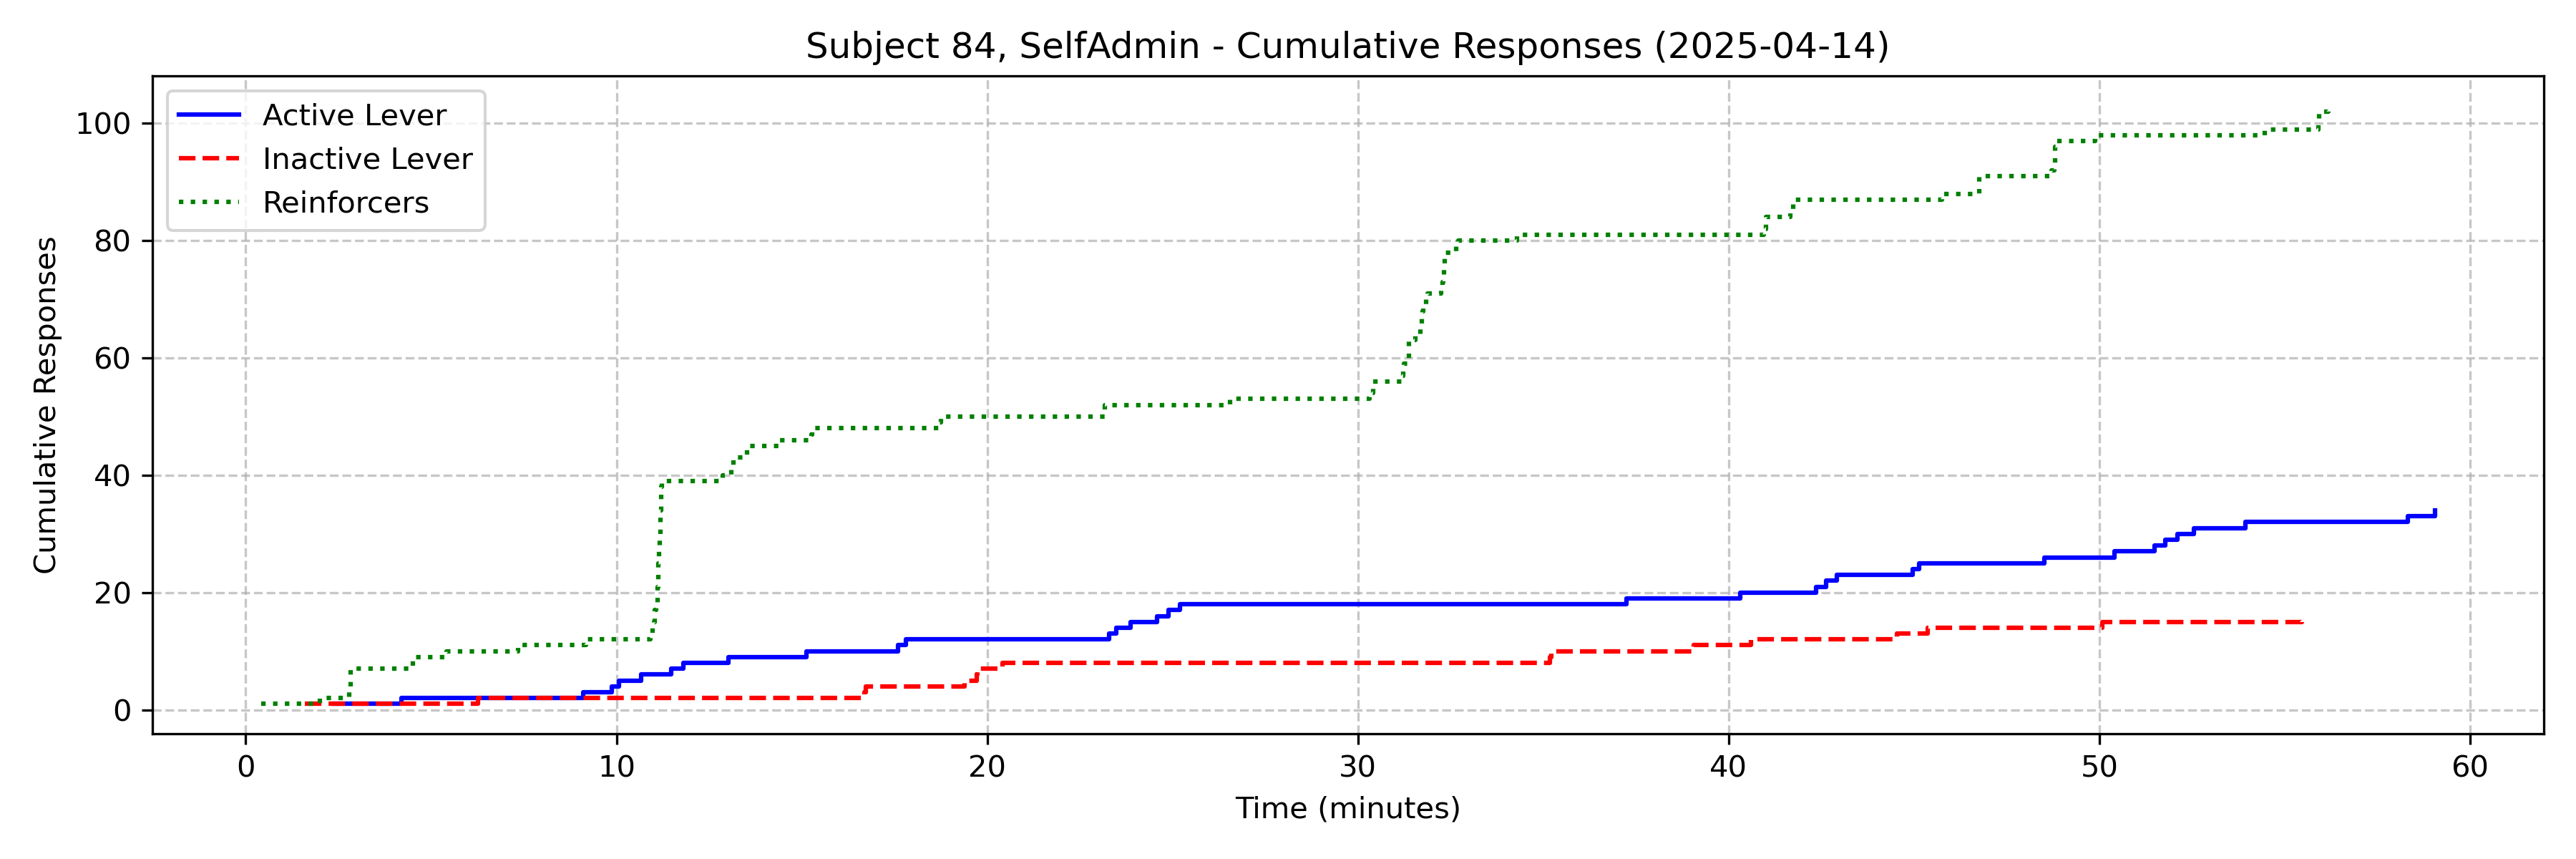 Subject 84, SelfAdmin - Cumulative Responses (2025-04-14)
Active Lever
Inactive Lever
Reinforcers
Cumulative Responses
100
80
60
40
20
0
0 10 20 30 40 50 60
Time (minutes)